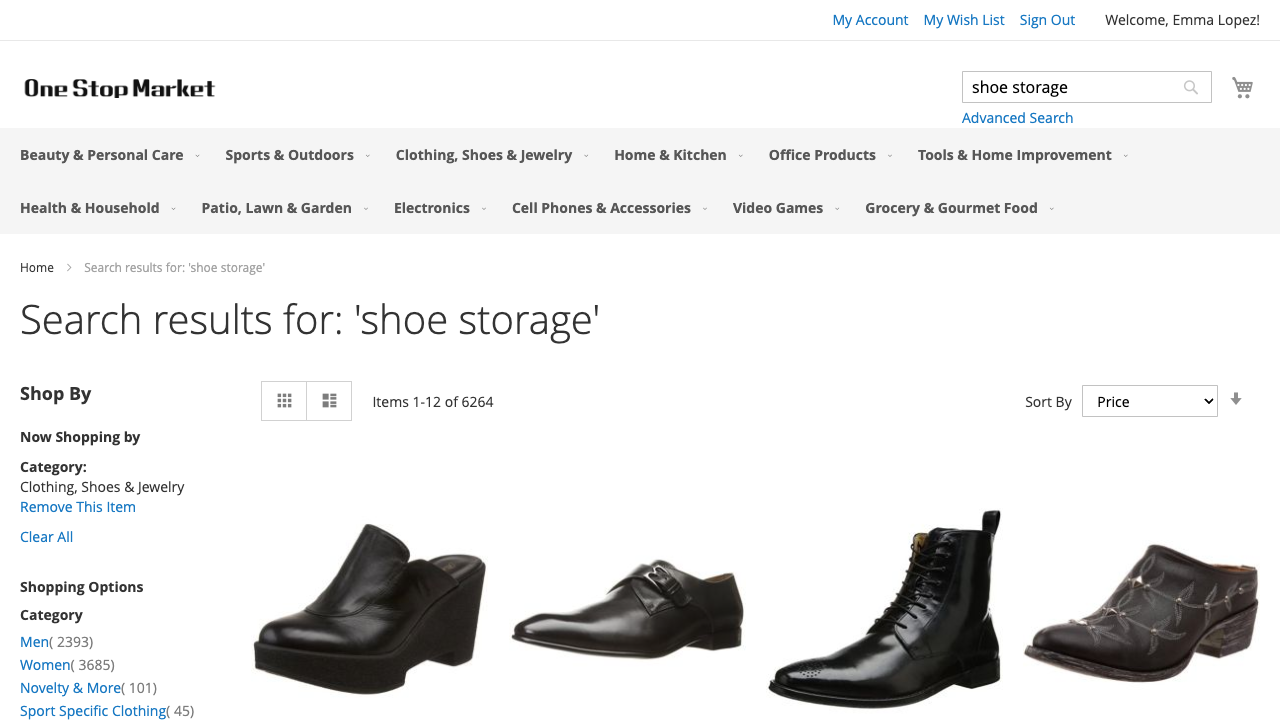 My Account My Wish List Sign Out Welcome, Emma Lopez!
One Stop Market
shoe storage
Advanced Search
Beauty & Personal Care Sports & Outdoors Clothing, Shoes & Jewelry Home & Kitchen Office Products Tools & Home Improvement
Health & Household Patio, Lawn & Garden Electronics Cell Phones & Accessories Video Games Grocery & Gourmet Food
Home Search results for: 'shoe storage'
Search results for: 'shoe storage'
Shop By
Items 1-12 of 6264
Sort By Price
Now Shopping by
Category:
Clothing, Shoes & Jewelry
Remove This Item
Clear All
Shopping Options
Category
Men( 2393)
Women( 3685)
Novelty & More( 101)
Sport Specific Clothing( 45)